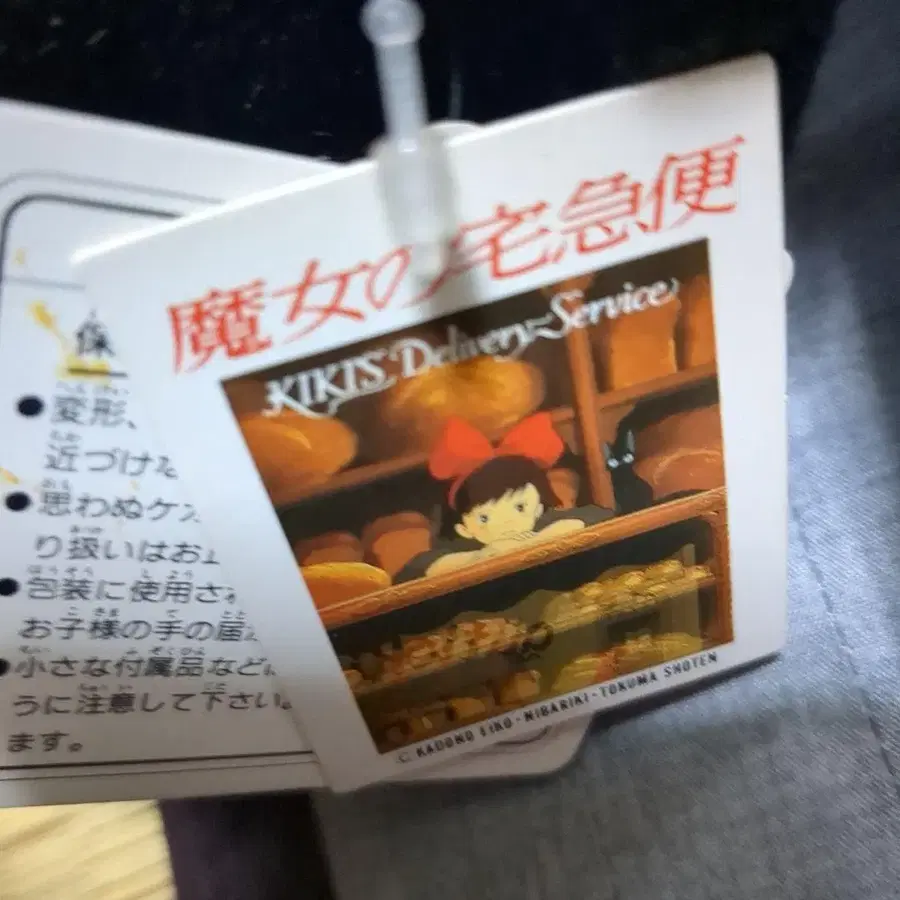 魔女の宅急便
KIKI'S Delivery Service
© KADONO EIKO・NIBARIKI・TOKUMA SHOTEN
保
変形、
近づけた
思わぬケ
り扱いはお
包装に使用さ
お子様の手の届
小さな付属品など
うに注意して下さい。
ます。